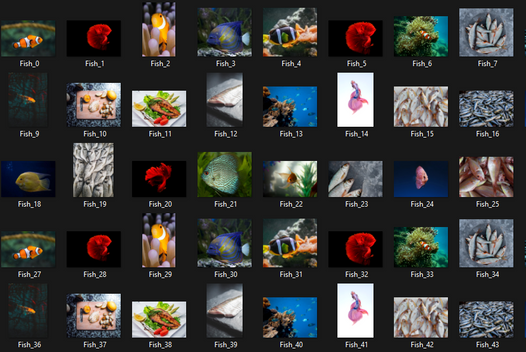 Fish_0 Fish_1 Fish_2 Fish_3 Fish_4 Fish_5 Fish_6 Fish_7
Fish_9 Fish_10 Fish_11 Fish_12 Fish_13 Fish_14 Fish_15 Fish_16
Fish_18 Fish_19 Fish_20 Fish_21 Fish_22 Fish_23 Fish_24 Fish_25
Fish_27 Fish_28 Fish_29 Fish_30 Fish_31 Fish_32 Fish_33 Fish_34
Fish_36 Fish_37 Fish_38 Fish_39 Fish_40 Fish_41 Fish_42 Fish_43